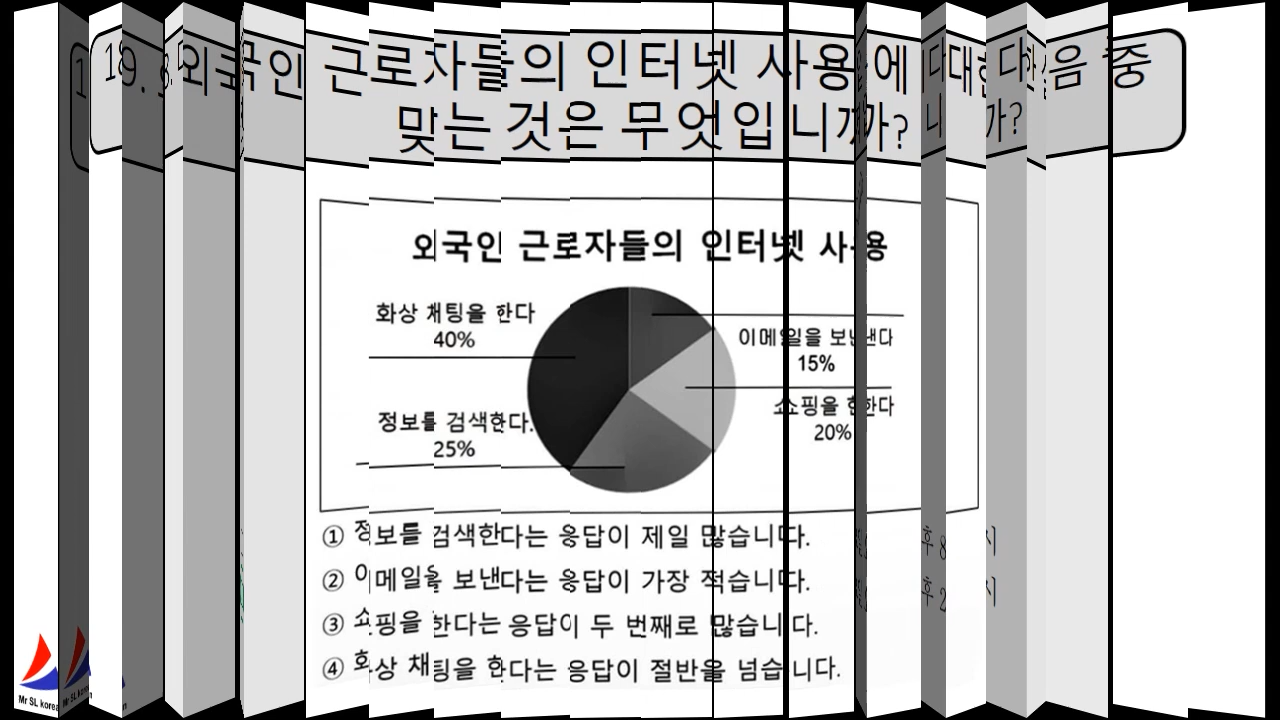 19. 외국인 근로자들의 인터넷 사용에 대한 다음 중
맞는 것은 무엇입니까?
외국인 근로자들의 인터넷 사용
화상 채팅을 한다
40%
이메일을 보낸다
15%
쇼핑을 한다
20%
정보를 검색한다.
25%
① 정보를 검색한다는 응답이 제일 많습니다.
② 이메일을 보낸다는 응답이 가장 적습니다.
③ 쇼핑을 한다는 응답이 두 번째로 많습니다.
④ 화상 채팅을 한다는 응답이 절반을 넘습니다.
Mr SL korea